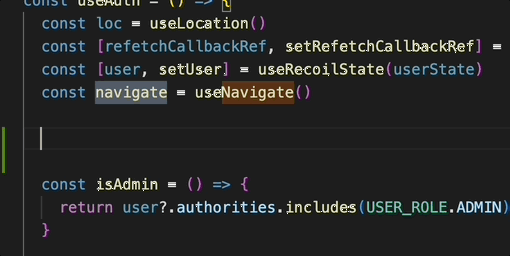 const useAuth = () => {
const loc = useLocation()
const [refetchCallbackRef, setRefetchCallbackRef] =
const [user, setUser] = useRecoilState(userState)
const navigate = useNavigate()
const isAdmin = () => {
return user?.authorities.includes(USER_ROLE.ADMIN)
}